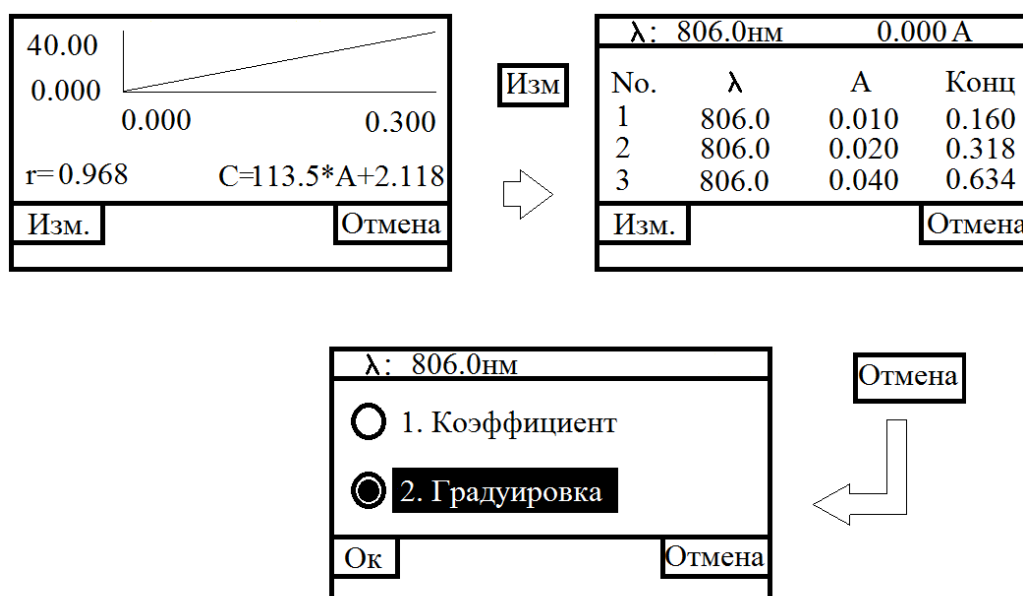 40.00
0.000
0.000 0.300
r=0.968 C=113.5*A+2.118
Изм. Отмена
Изм
λ: 806.0нм 0.000 A
No. λ A Конц
1 806.0 0.010 0.160
2 806.0 0.020 0.318
3 806.0 0.040 0.634
Изм. Отмена
Отмена
λ: 806.0нм
1. Коэффициент
2. Градуировка
Ок Отмена